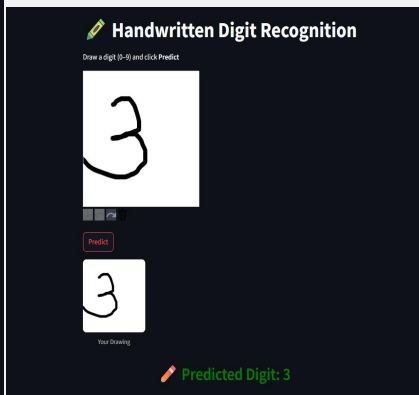 Handwritten Digit Recognition
Draw a digit (0-9) and click Predict
3
Predict
3
Your Drawing
Predicted Digit: 3